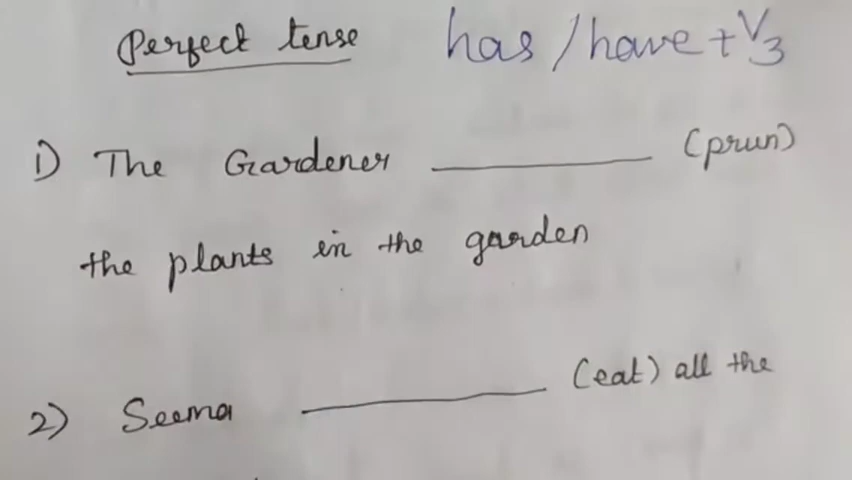 Perfect tense has/have + V3
1) The Gardener ________ (prun)
the plants in the garden
2) Seema ________ (eat) all the